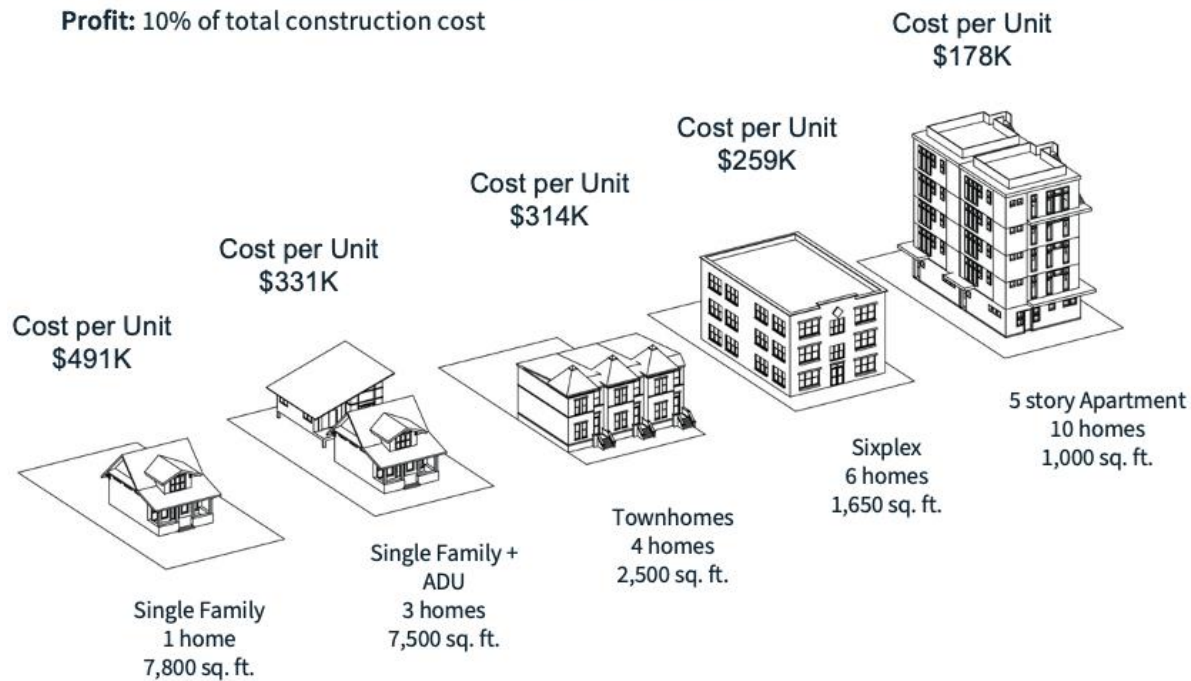 Profit: 10% of total construction cost
Cost per Unit
$491K
Single Family
1 home
7,800 sq. ft.
Cost per Unit
$331K
Single Family +
ADU
3 homes
7,500 sq. ft.
Cost per Unit
$314K
Townhomes
4 homes
2,500 sq. ft.
Cost per Unit
$259K
Sixplex
6 homes
1,650 sq. ft.
Cost per Unit
$178K
5 story Apartment
10 homes
1,000 sq. ft.